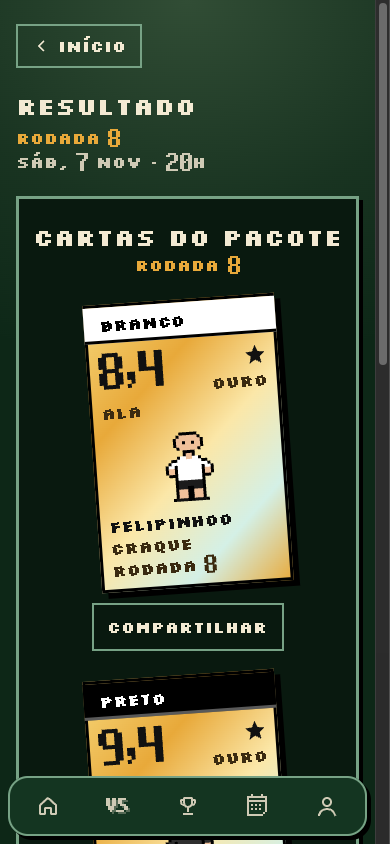 INÍCIO
RESULTADO
RODADA 8
SÁB, 7 NOV · 20H
CARTAS DO PACOTE
RODADA 8
BRANCO
8,4
OURO
ALA
FELIPINHOO
CRAQUE
RODADA 8
COMPARTILHAR
PRETO
9,4
OURO
VS